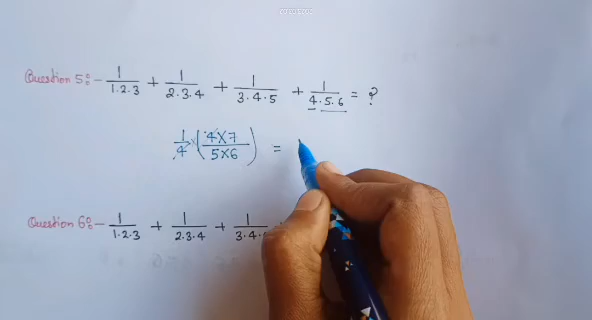 Question 5:- 1/1.2.3 + 1/2.3.4 + 1/3.4.5 + 1/4.5.6 = ?
1/4 × (4×7/5×6) =
Question 6:- 1/1.2.3 + 1/2.3.4 + 1/3.4